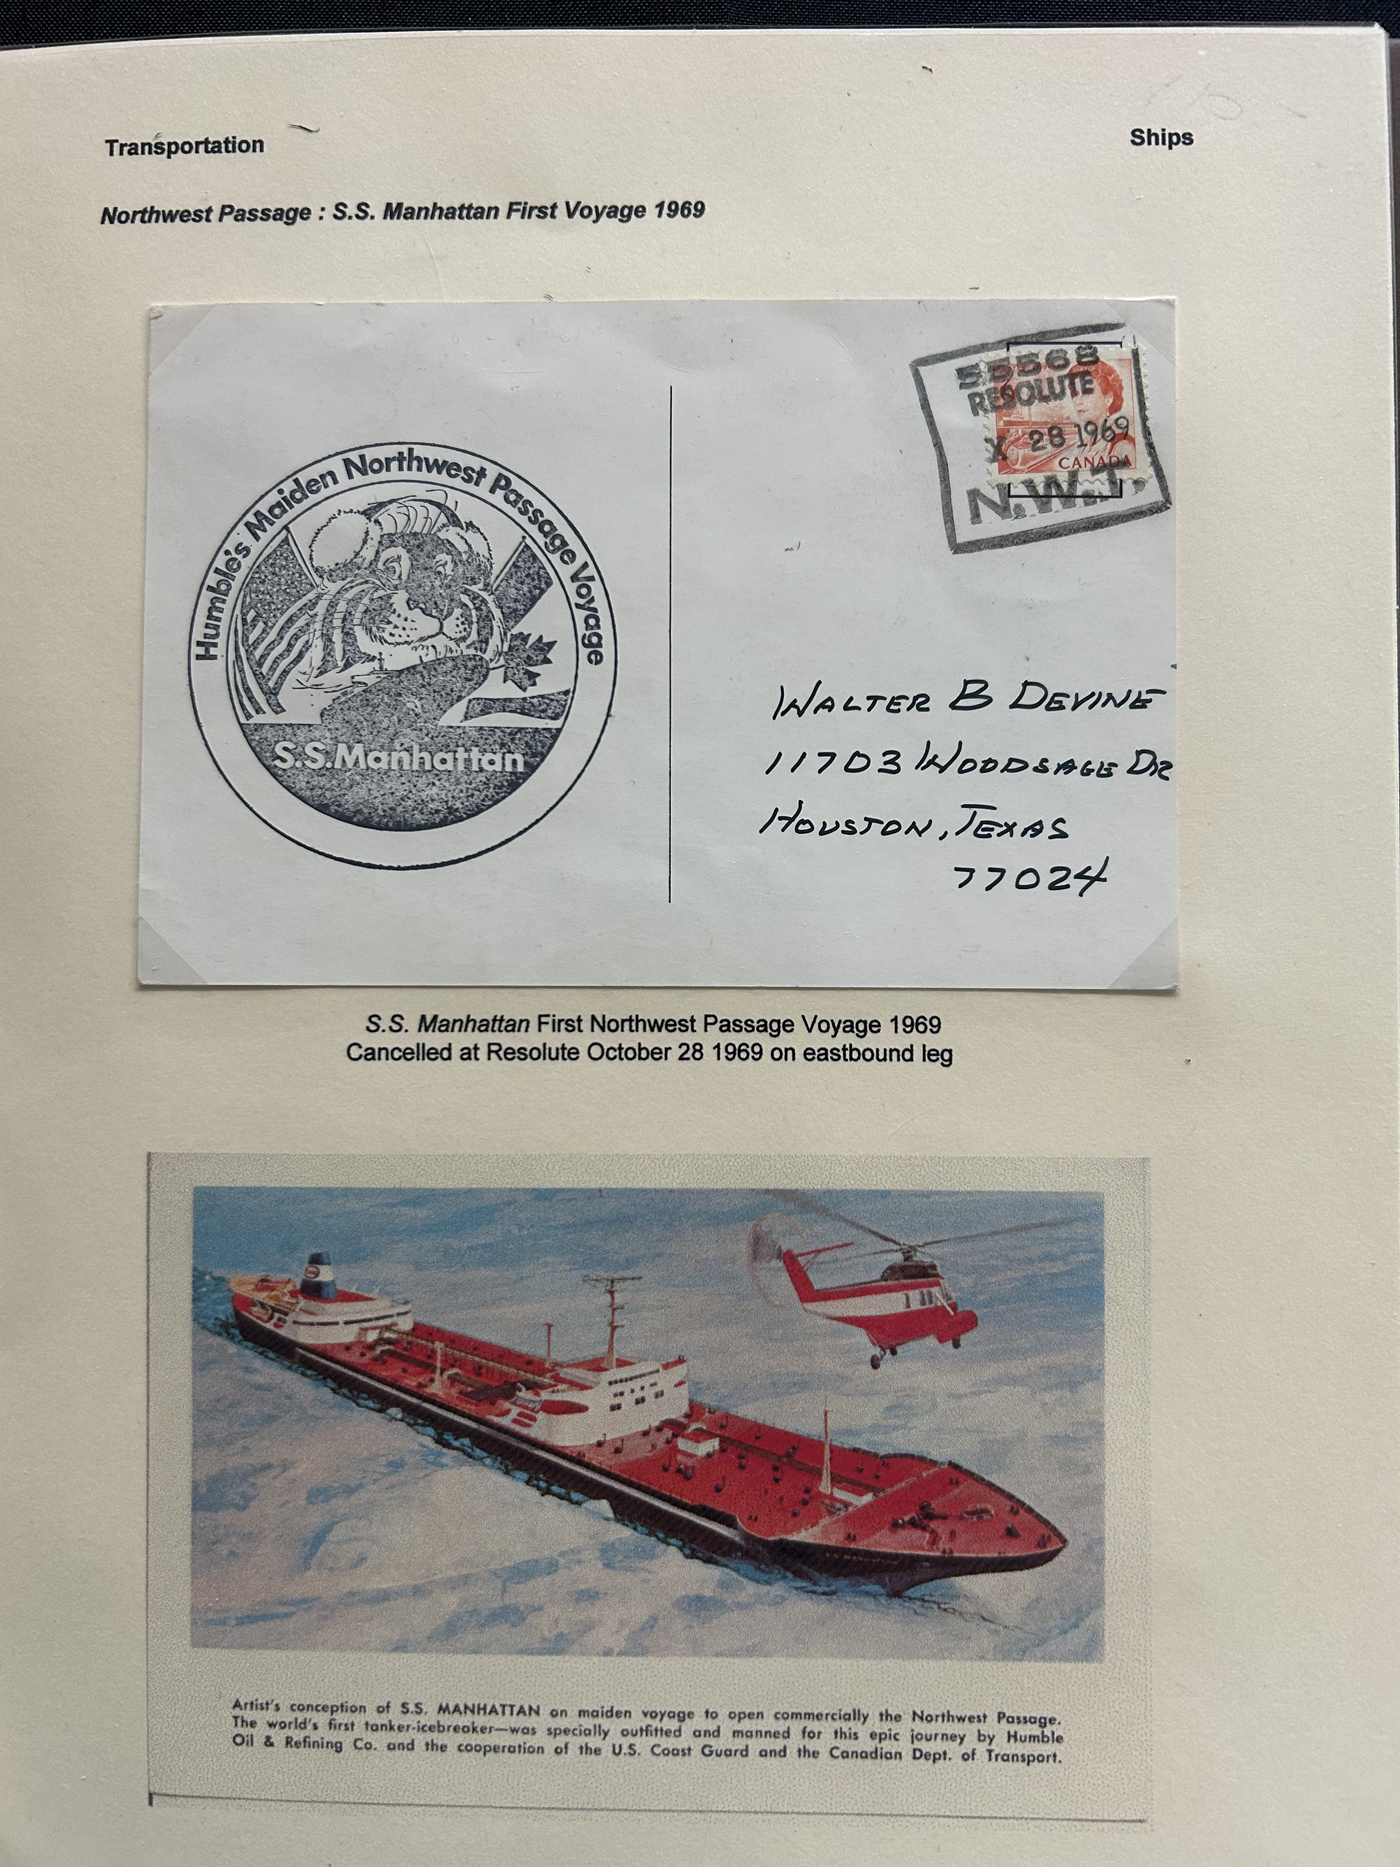 Transportation
Ships
Northwest Passage : S.S. Manhattan First Voyage 1969
55568
RESOLUTE
X 28 1969
CANADA
N.W.T.
Humble's Maiden Northwest Passage Voyage
S.S.Manhattan
WALTER B DEVINE
11703 WOODSAGE DR
HOUSTON, TEXAS
77024
S.S. Manhattan First Northwest Passage Voyage 1969
Cancelled at Resolute October 28 1969 on eastbound leg
Artist's conception of S.S. MANHATTAN on maiden voyage to open commercially the Northwest Passage.
The world's first tanker-icebreaker—was specially outfitted and manned for this epic journey by Humble
Oil & Refining Co. and the cooperation of the U.S. Coast Guard and the Canadian Dept. of Transport.